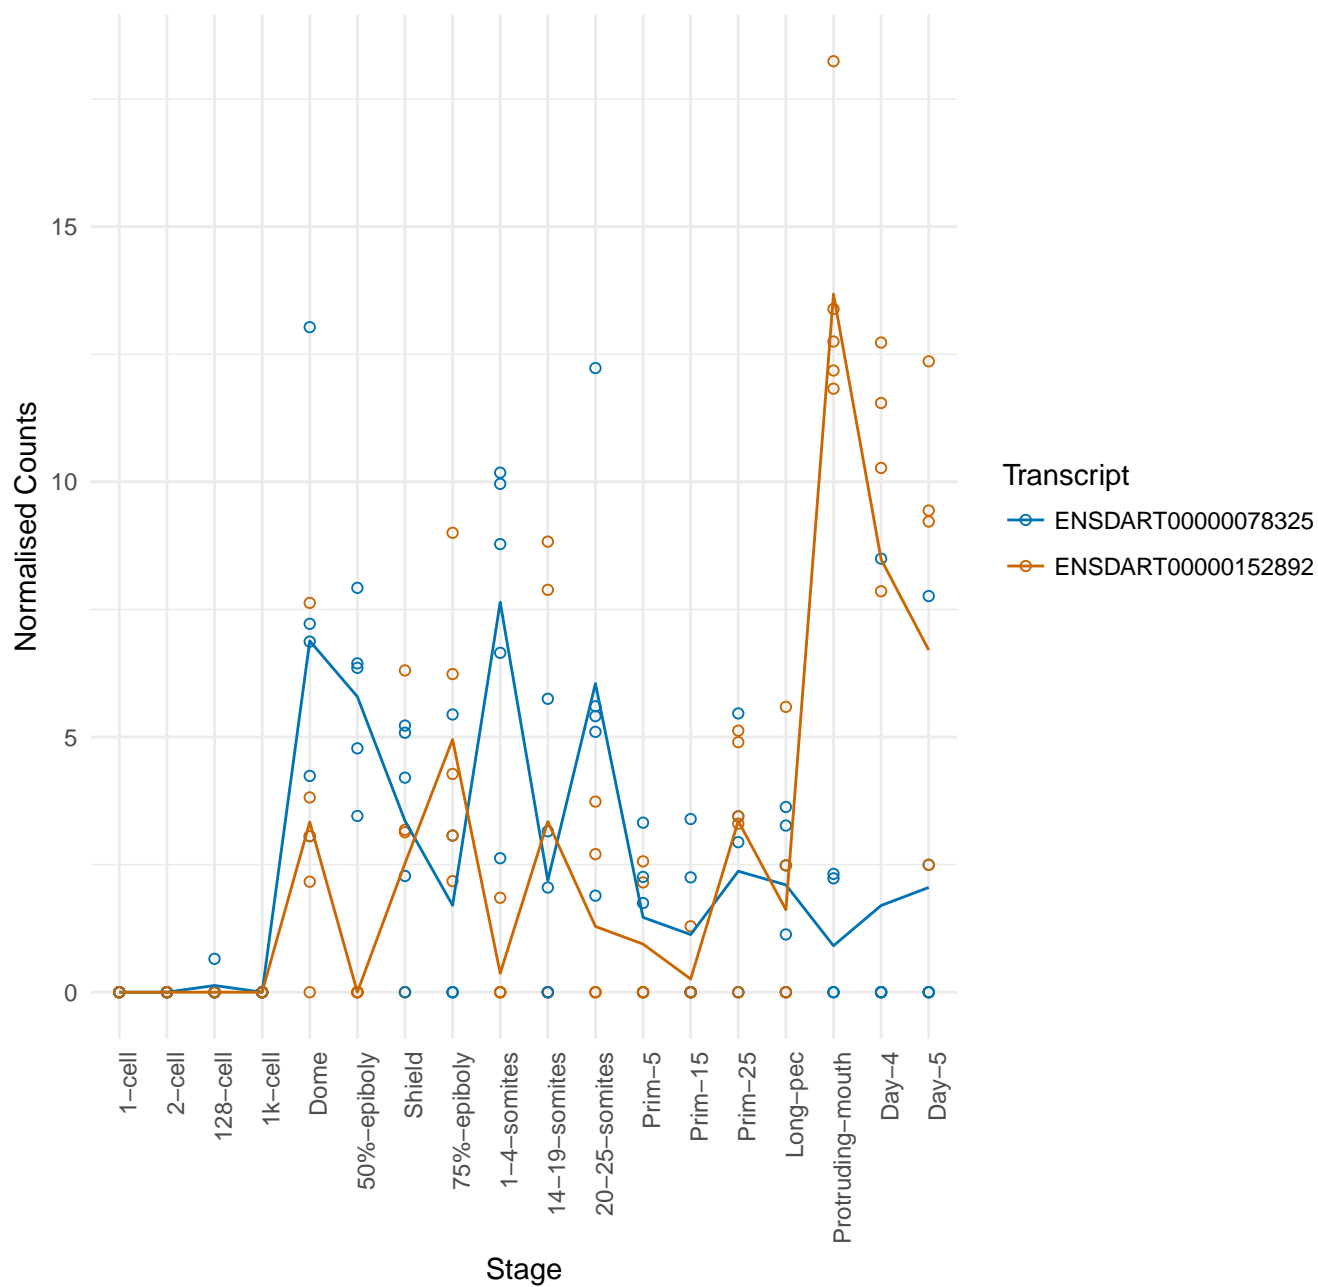 Normalised Counts
15
10
5
0
1−cell
2−cell
128−cell
1k−cell
Dome
50%−epiboly
Shield
75%−epiboly
1−4−somites
14−19−somites
20−25−somites
Prim−5
Prim−15
Prim−25
Long−pec
Protruding−mouth
Day−4
Day−5
Stage
Transcript
ENSDART00000078325
ENSDART00000152892